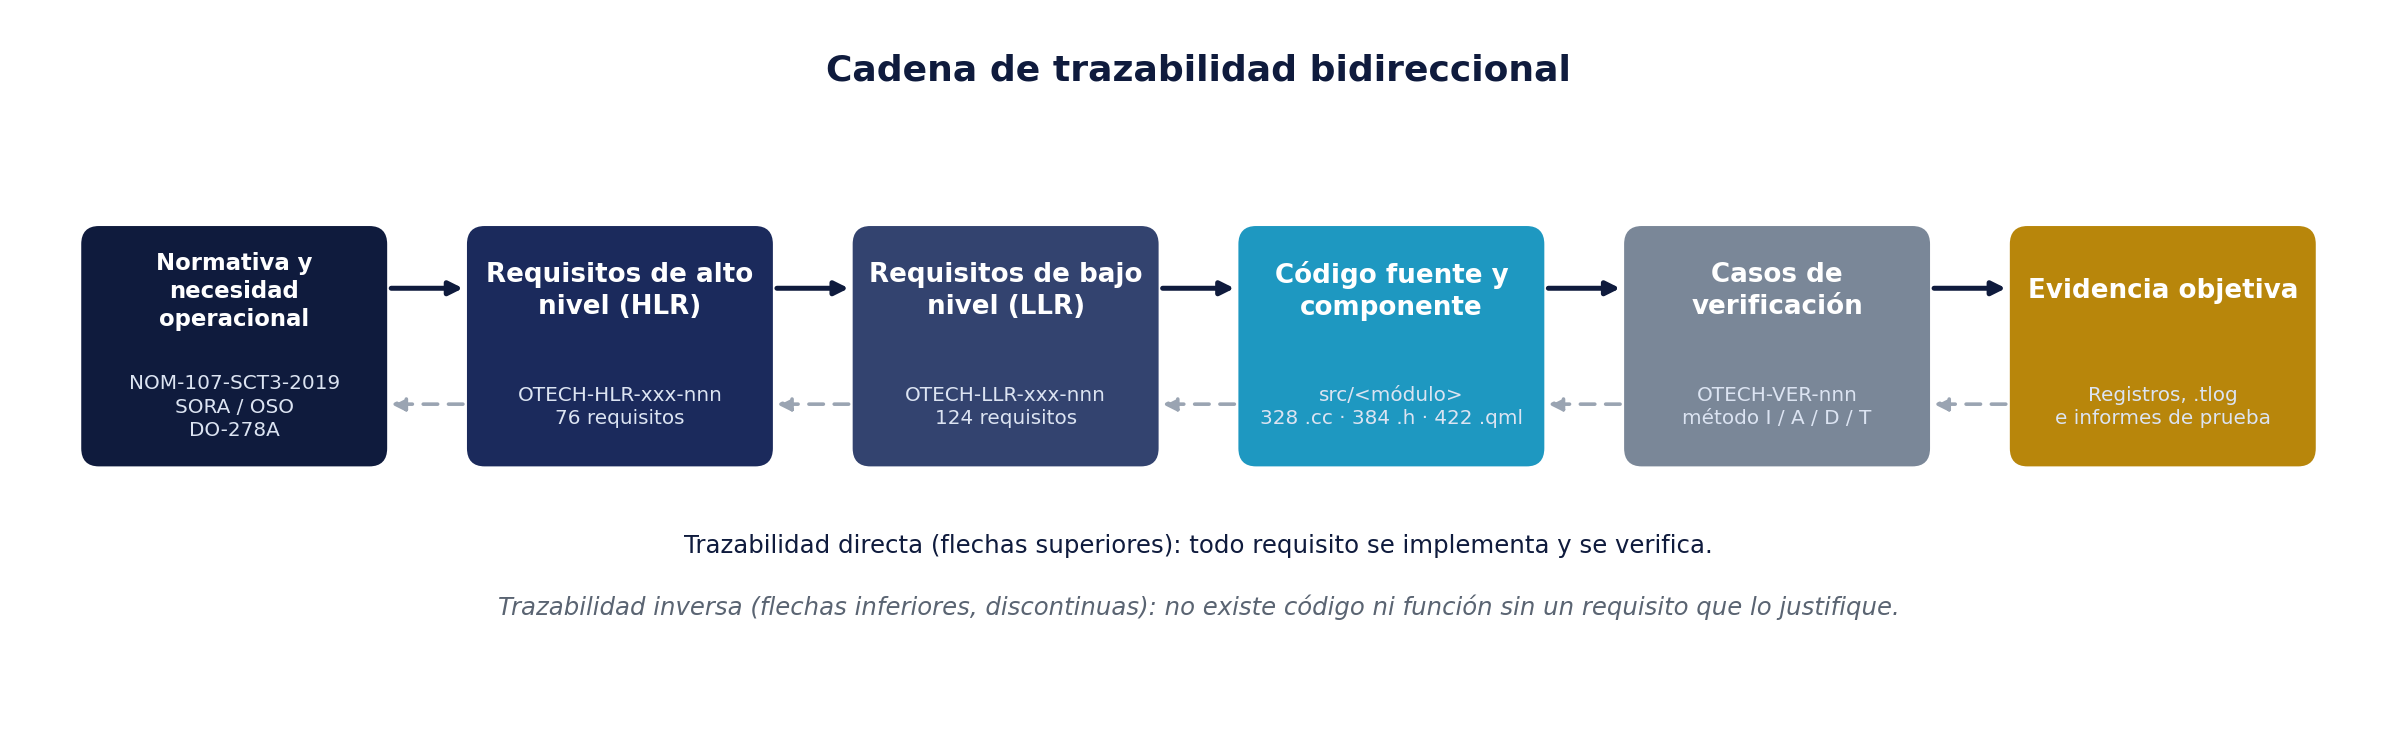 Cadena de trazabilidad bidireccional
Normativa y
necesidad
operacional
NOM-107-SCT3-2019
SORA / OSO
DO-278A
Requisitos de alto
nivel (HLR)
OTECH-HLR-xxx-nnn
76 requisitos
Requisitos de bajo
nivel (LLR)
OTECH-LLR-xxx-nnn
124 requisitos
Código fuente y
componente
src/<módulo>
328 .cc · 384 .h · 422 .qml
Casos de
verificación
OTECH-VER-nnn
método I / A / D / T
Evidencia objetiva
Registros, .tlog
e informes de prueba
Trazabilidad directa (flechas superiores): todo requisito se implementa y se verifica.
Trazabilidad inversa (flechas inferiores, discontinuas): no existe código ni función sin un requisito que lo justifique.